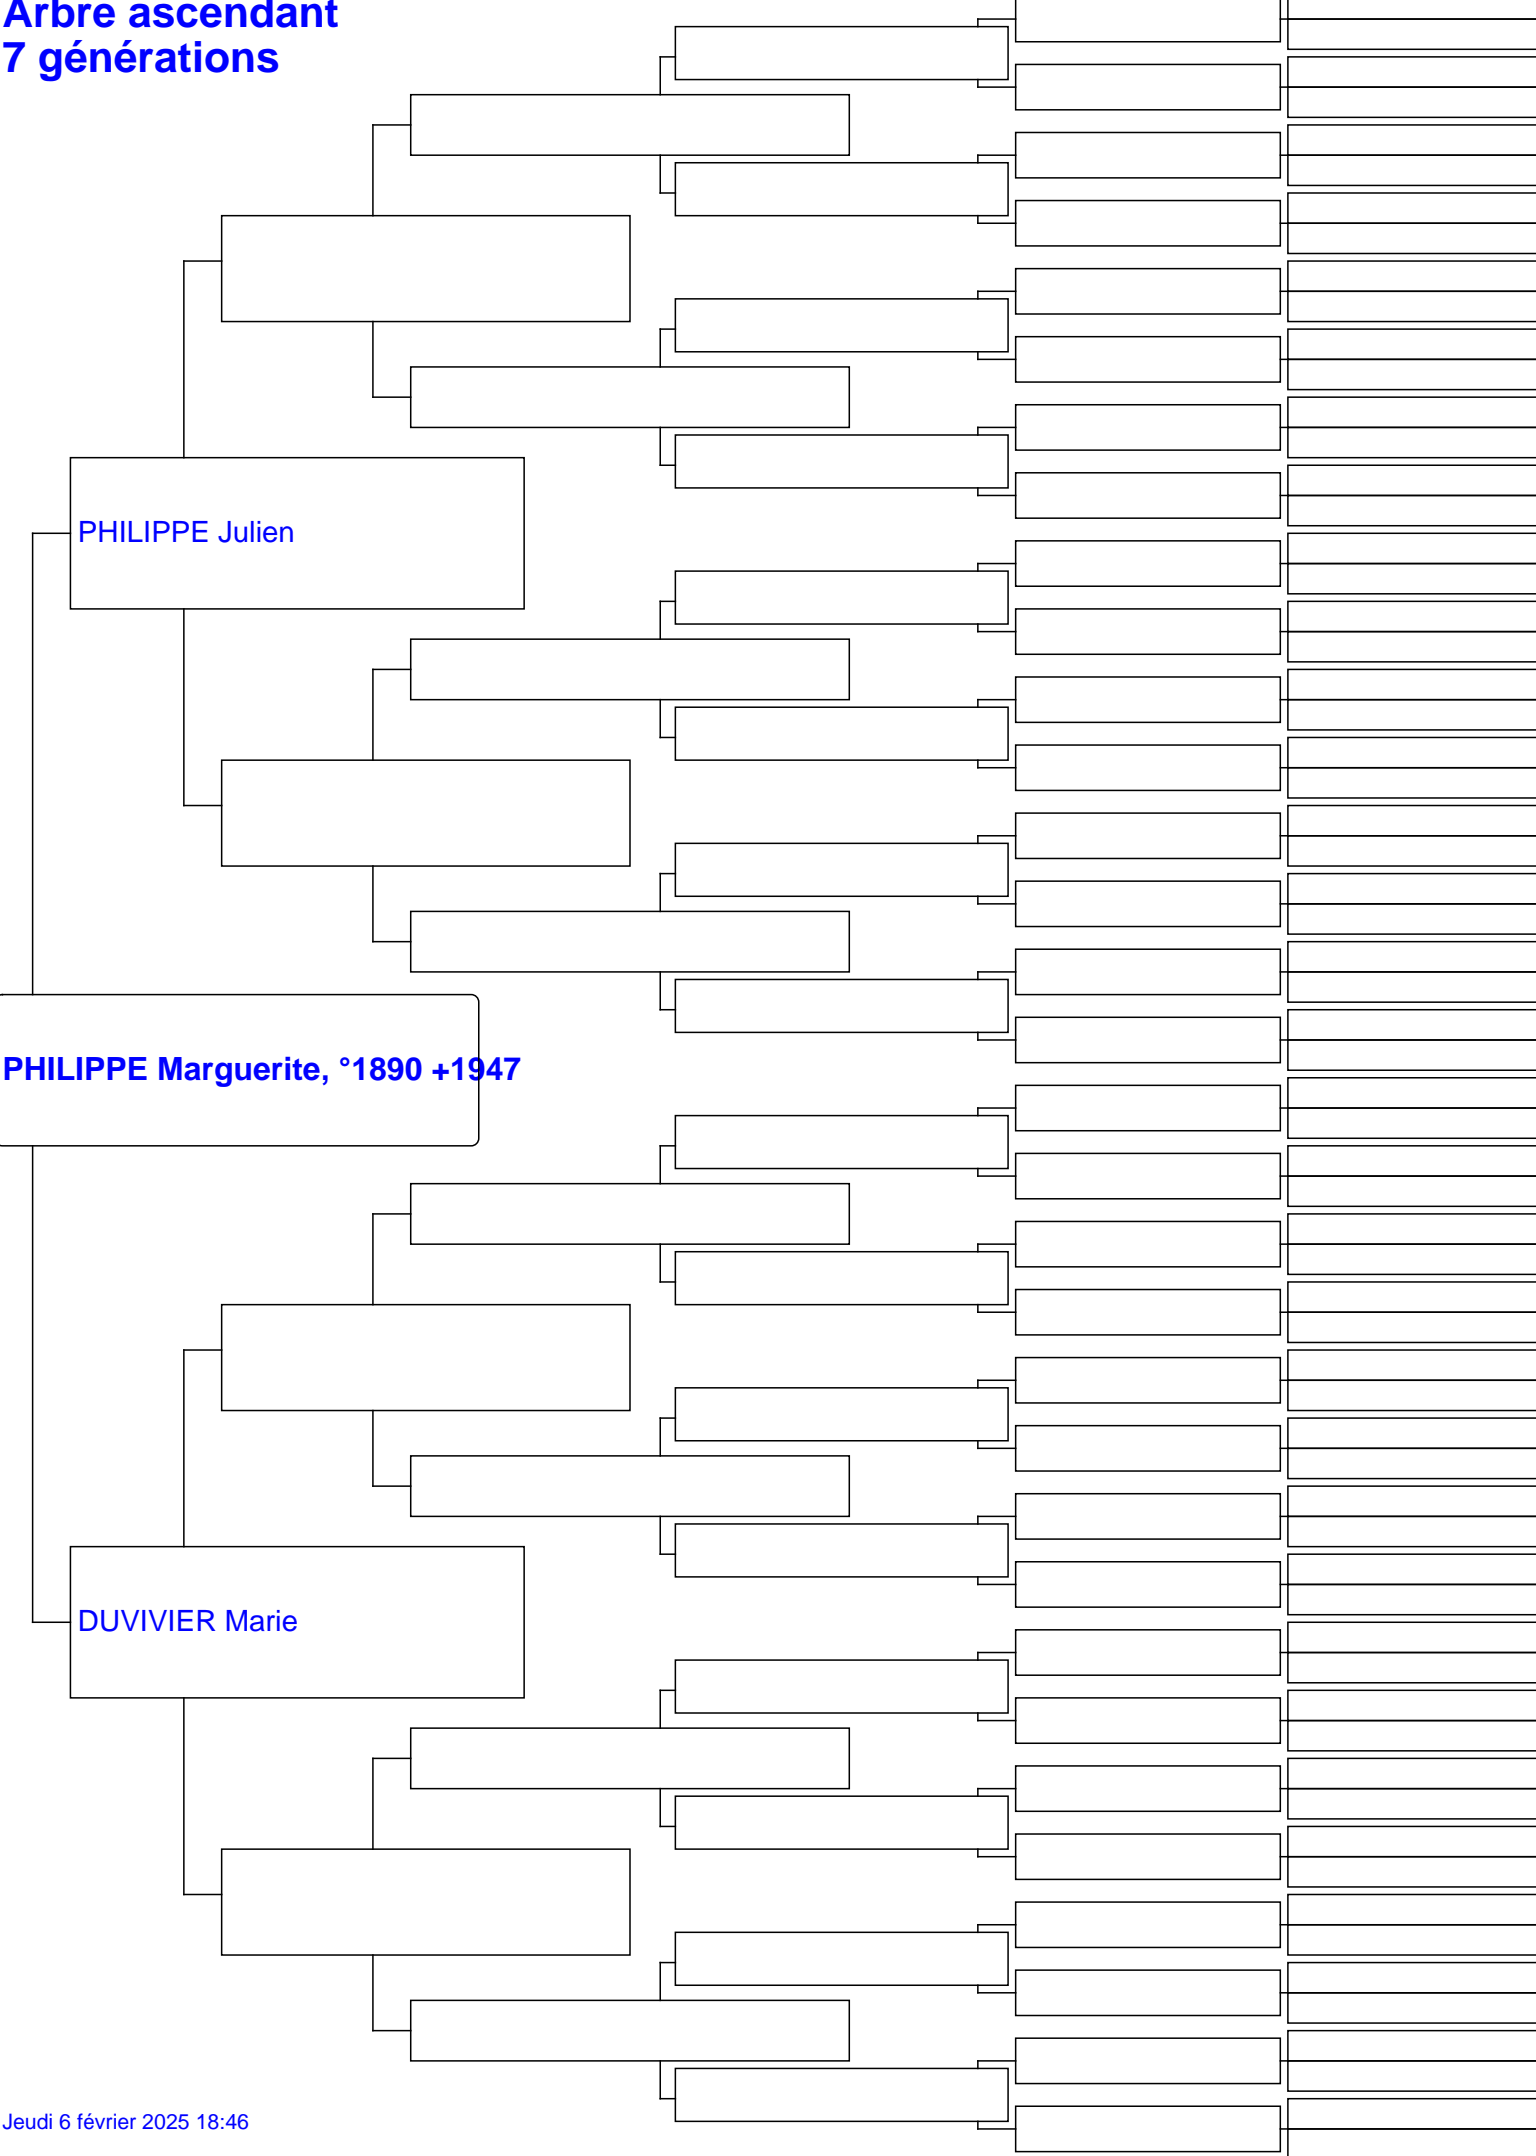 Arbre ascendant
7 générations
PHILIPPE Julien
PHILIPPE Marguerite, °1890 +1947
DUVIVIER Marie
Jeudi 6 février 2025 18:46